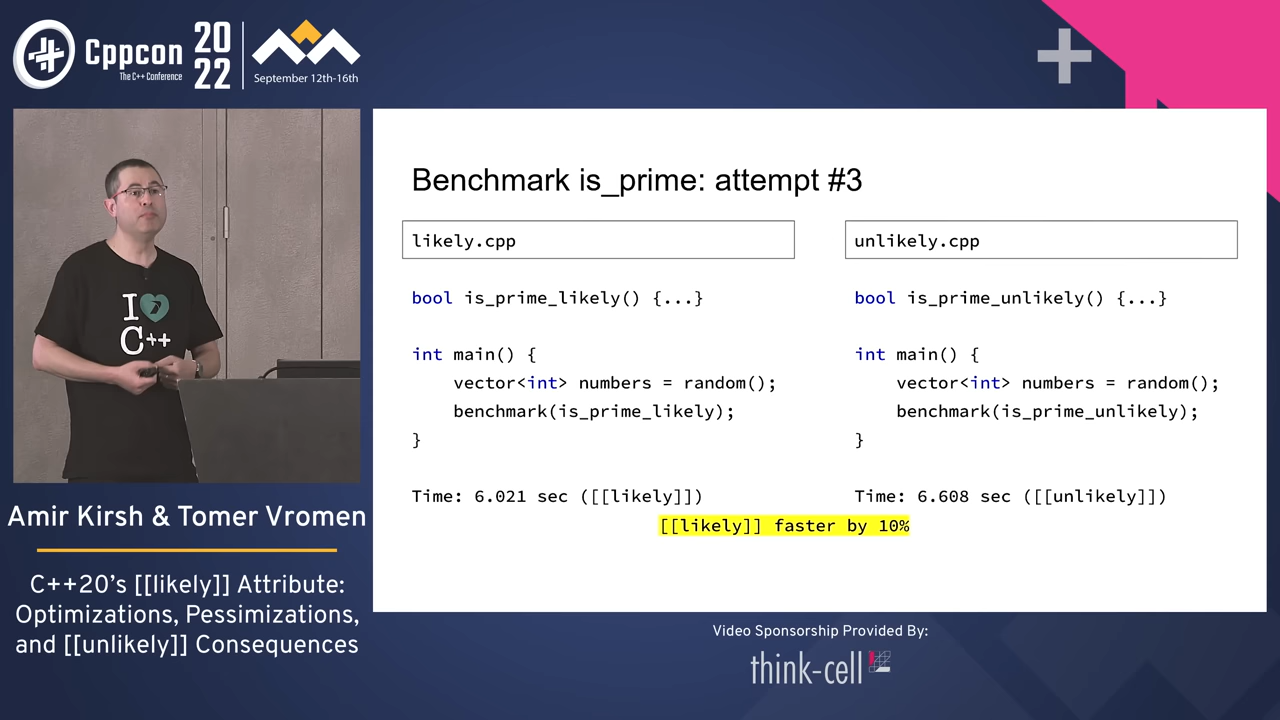 Cppcon
The C++ Conference
20
22
September 12th-16th
I
C++
Amir Kirsh & Tomer Vromen
C++20’s [[likely]] Attribute:
Optimizations, Pessimizations,
and [[unlikely]] Consequences
Benchmark is_prime: attempt #3
likely.cpp
bool is_prime_likely() {...}
int main() {
vector<int> numbers = random();
benchmark(is_prime_likely);
}
Time: 6.021 sec ([[likely]])
unlikely.cpp
bool is_prime_unlikely() {...}
int main() {
vector<int> numbers = random();
benchmark(is_prime_unlikely);
}
Time: 6.608 sec ([[unlikely]])
[[likely]] faster by 10%
Video Sponsorship Provided By:
think-cell